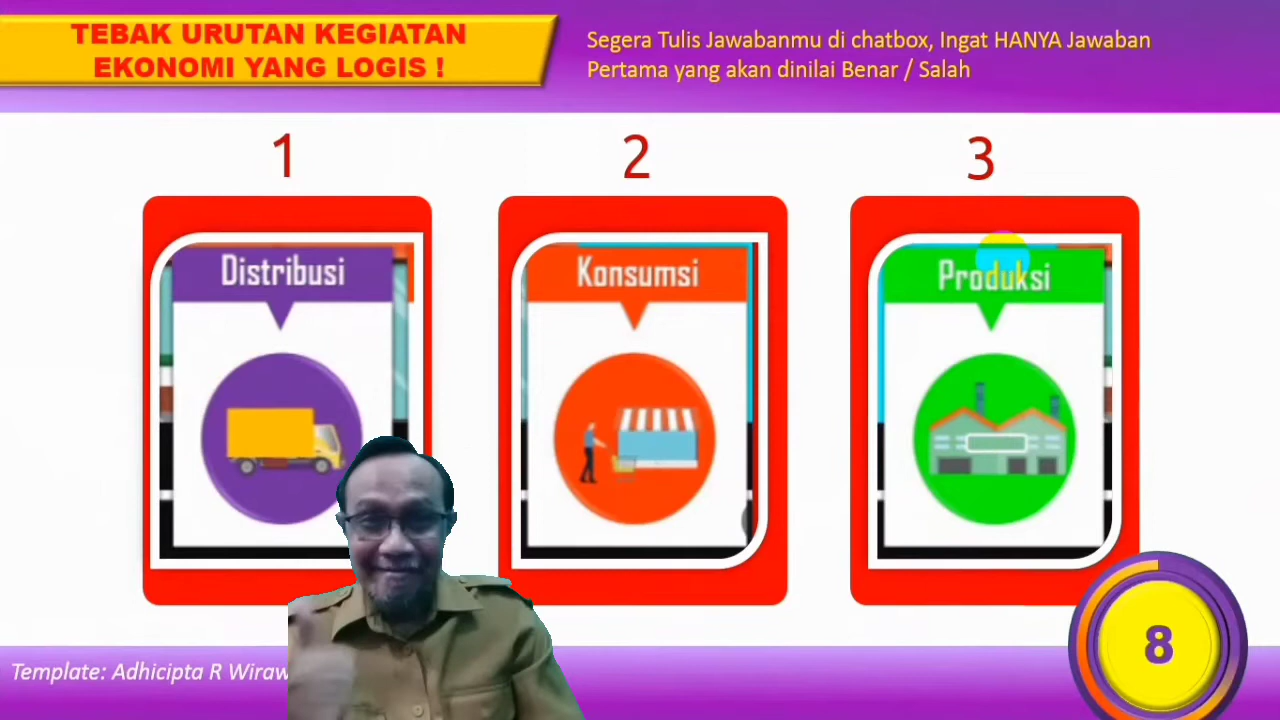 TEBAK URUTAN KEGIATAN
EKONOMI YANG LOGIS !
Segera Tulis Jawabanmu di chatbox, Ingat HANYA Jawaban
Pertama yang akan dinilai Benar / Salah
1
2
3
Distribusi
Konsumsi
Produksi
8
Template: Adhicipta R